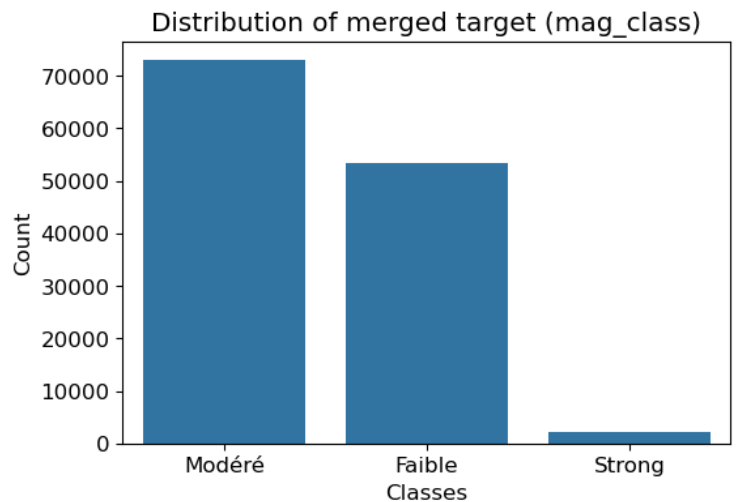 Distribution of merged target (mag_class)
70000
60000
50000
40000
30000
20000
10000
0
Count
Modéré Faible Strong
Classes